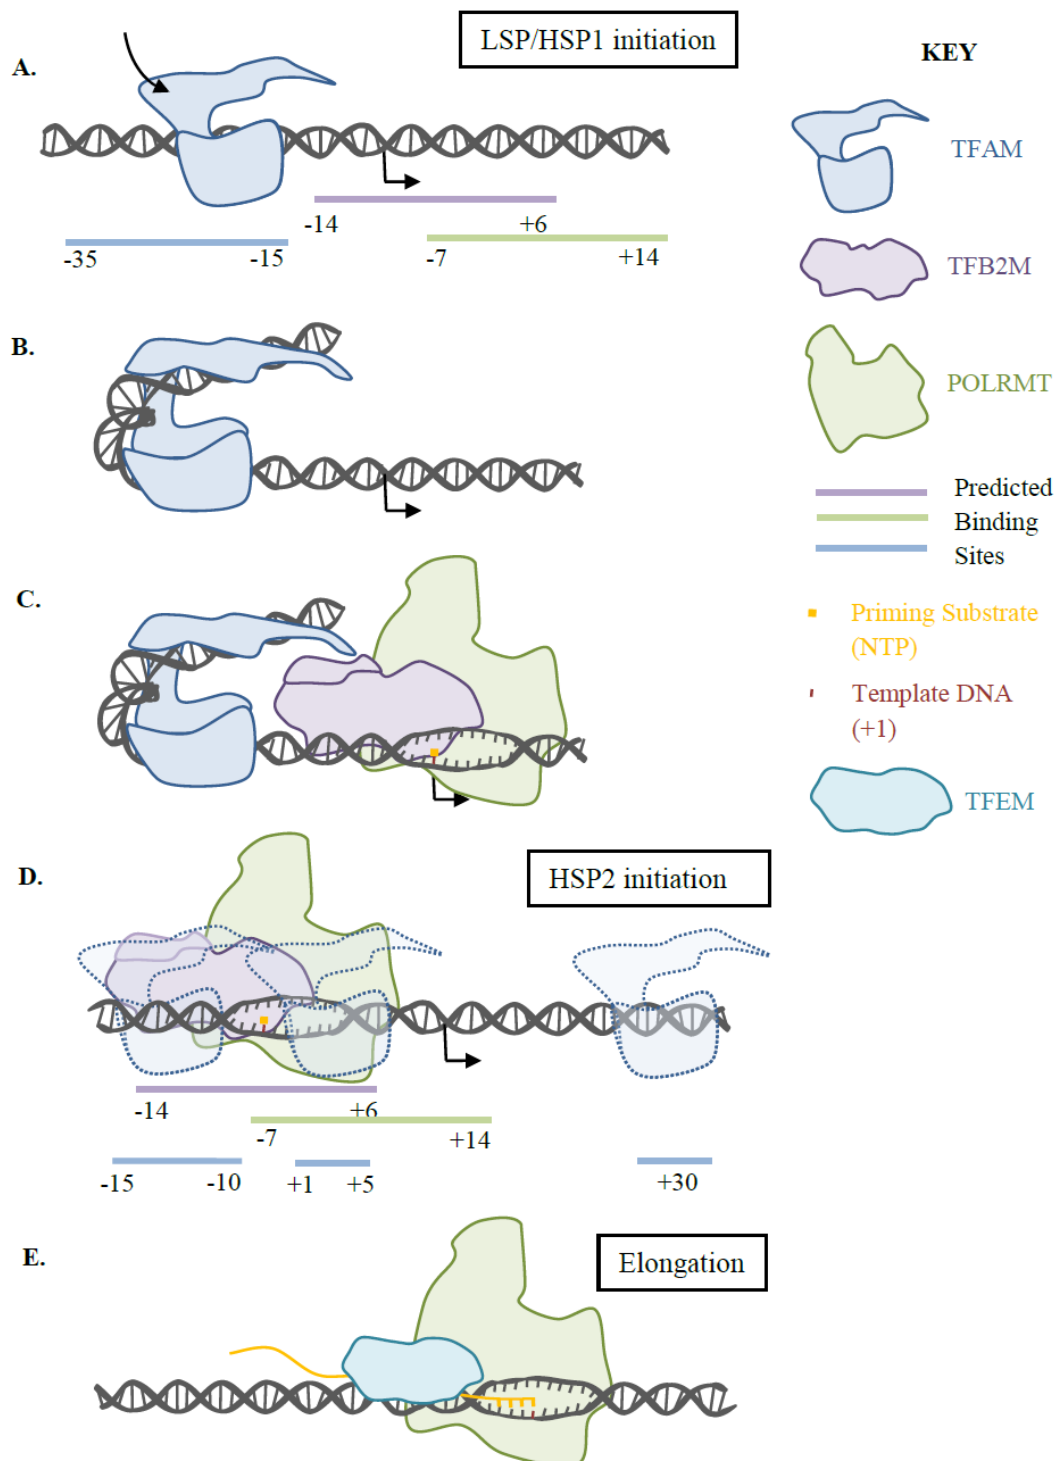 LSP/HSP1 initiation
KEY
A.
TFAM
-14
+6
-35
-15
-7
+14
TFB2M
B.
POLRMT
Predicted
Binding
Sites
C.
Priming Substrate
(NTP)
Template DNA
(+1)
TFEM
D.
HSP2 initiation
-14
+6
-7
+14
-15
-10
+1
+5
+30
E.
Elongation